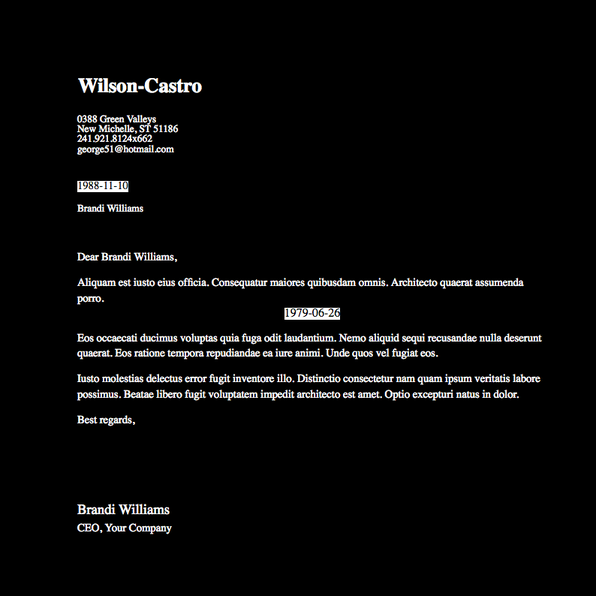 Wilson-Castro
0388 Green Valleys
New Michelle, ST 51186
241.921.8124x662
george51@hotmail.com
1988-11-10
Brandi Williams
Dear Brandi Williams,
Aliquam est iusto eius officia. Consequatur maiores quibusdam omnis. Architecto quaerat assumenda
porro.
1979-06-26
Eos occaecati ducimus voluptas quia fuga odit laudantium. Nemo aliquid sequi recusandae nulla deserunt
quaerat. Eos ratione tempora repudiandae ea iure animi. Unde quos vel fugiat eos.
Iusto molestias delectus error fugit inventore illo. Distinctio consectetur nam quam ipsum veritatis labore
possimus. Beatae libero fugit voluptatem impedit architecto est amet. Optio excepturi natus in dolor.
Best regards,
Brandi Williams
CEO, Your Company